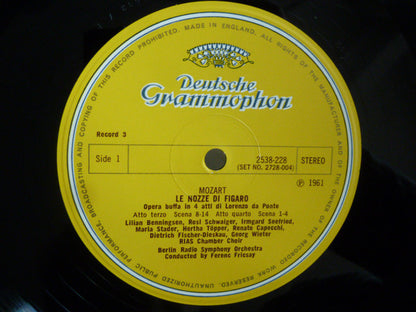 MADE IN ENGLAND. ALL RIGHTS OF THE MANUFACTURER AND OF THE OWNER OF THE RECORDED WORK RESERVED. UNAUTHORIZED PUBLIC PERFORMANCE, BROADCASTING AND COPYING OF THIS RECORD PROHIBITED.
Deutsche
Grammophon
Record 3
Side 1
2538-228
STEREO
(SET NO. 2728-004)
MOZART
℗ 1961
LE NOZZE DI FIGARO
Opera buffa in 4 atti di Lorenzo da Ponte
Atto terzo Scena 8-14 Atto quarto Scena 1-4
Lilian Benningsen, Rosl Schwaiger, Irmgard Seefried,
Maria Stader, Hertha Töpper, Renato Capecchi,
Dietrich Fischer-Dieskau, Georg Wieter
RIAS Chamber Choir
Berlin Radio Symphony Orchestra
Conducted by Ferenc Fricsay